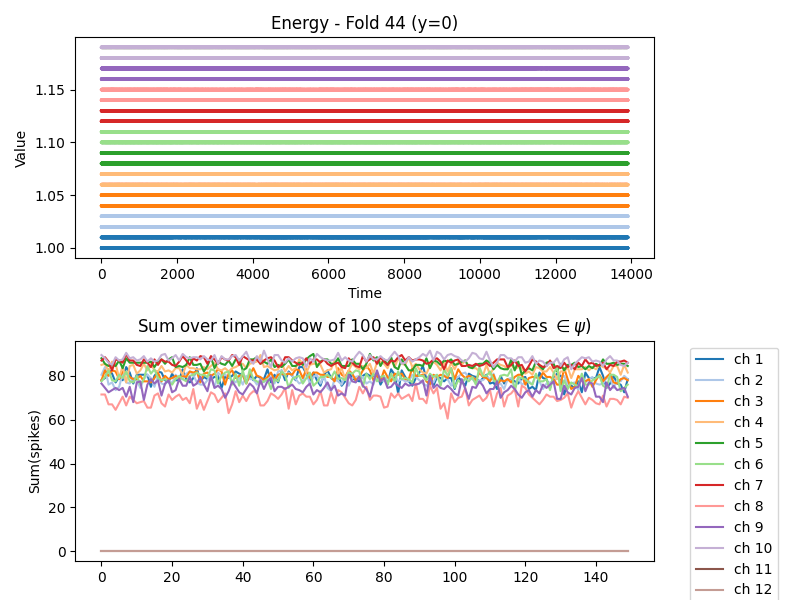 Energy - Fold 44 (y=0)
Value
1.15
1.10
1.05
1.00
0 2000 4000 6000 8000 10000 12000 14000
Time
Sum over timewindow of 100 steps of avg(spikes ∈ψ)
Sum(spikes)
80
60
40
20
0
0 20 40 60 80 100 120 140
ch 1
ch 2
ch 3
ch 4
ch 5
ch 6
ch 7
ch 8
ch 9
ch 10
ch 11
ch 12